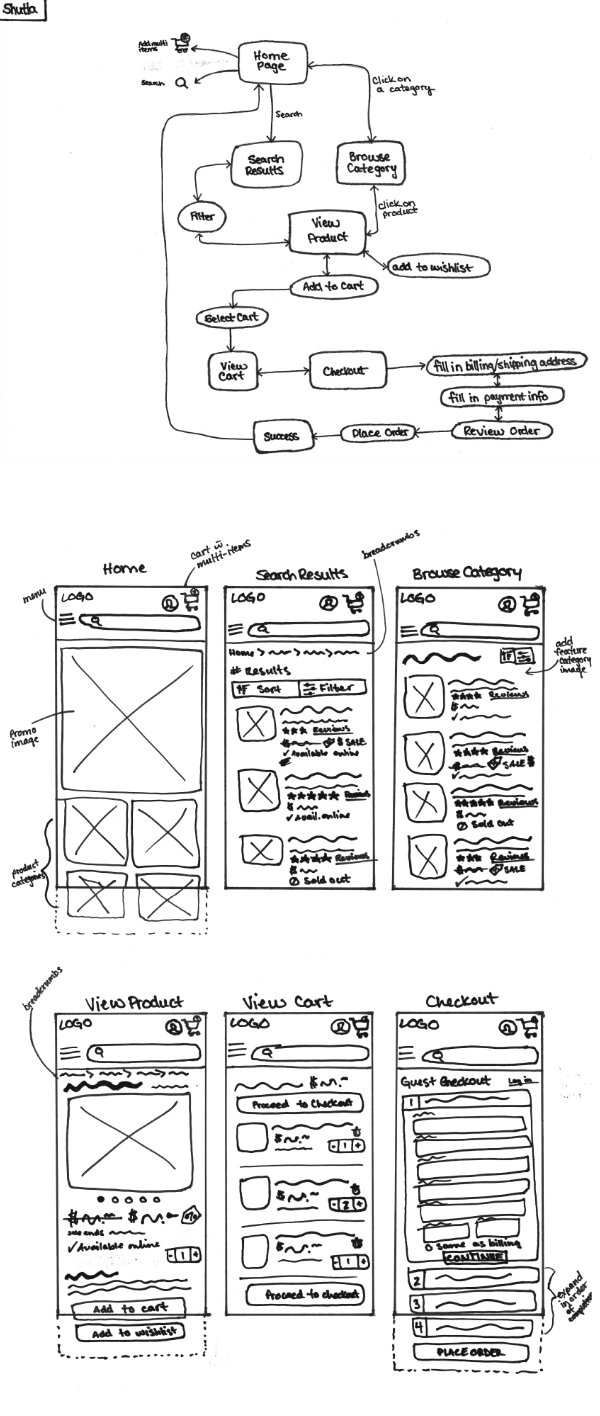 Shutla
Add multi
items
Search
Home
Page
Click on
a category
Search
Search
Results
Browse
Category
Filter
Click on
product
View
Product
add to wishlist
Add to Cart
Select Cart
View
Cart
Checkout
fill in billing/shipping address
fill in payment info
Review Order
Place Order
Success
cart w
multi-items
breadcrumbs
Home
Search Results
Browse Category
menu
LOGO
LOGO
LOGO
add
feature
category
image
Home > > >
# Results
Sort
Filter
promo
image
Reviews
$
SALE
Available online
Reviews
$
Avail. online
Reviews
$
Sold out
Reviews
$
Reviews
SALE $
Reviews
$
Sold out
Reviews
SALE
product
categories
breadcrumbs
View Product
View Cart
Checkout
LOGO
LOGO
LOGO
$
Proceed to Checkout
Guest Checkout
Log in
1
$
- 1 +
$
- 2 +
$
- 1 +
Proceed to checkout
$ $ %
ends
Available online
- 1 +
Add to cart
Add to wishlist
same as billing
CONTINUE
2
3
4
PLACE ORDER
expand
in order
of
completion